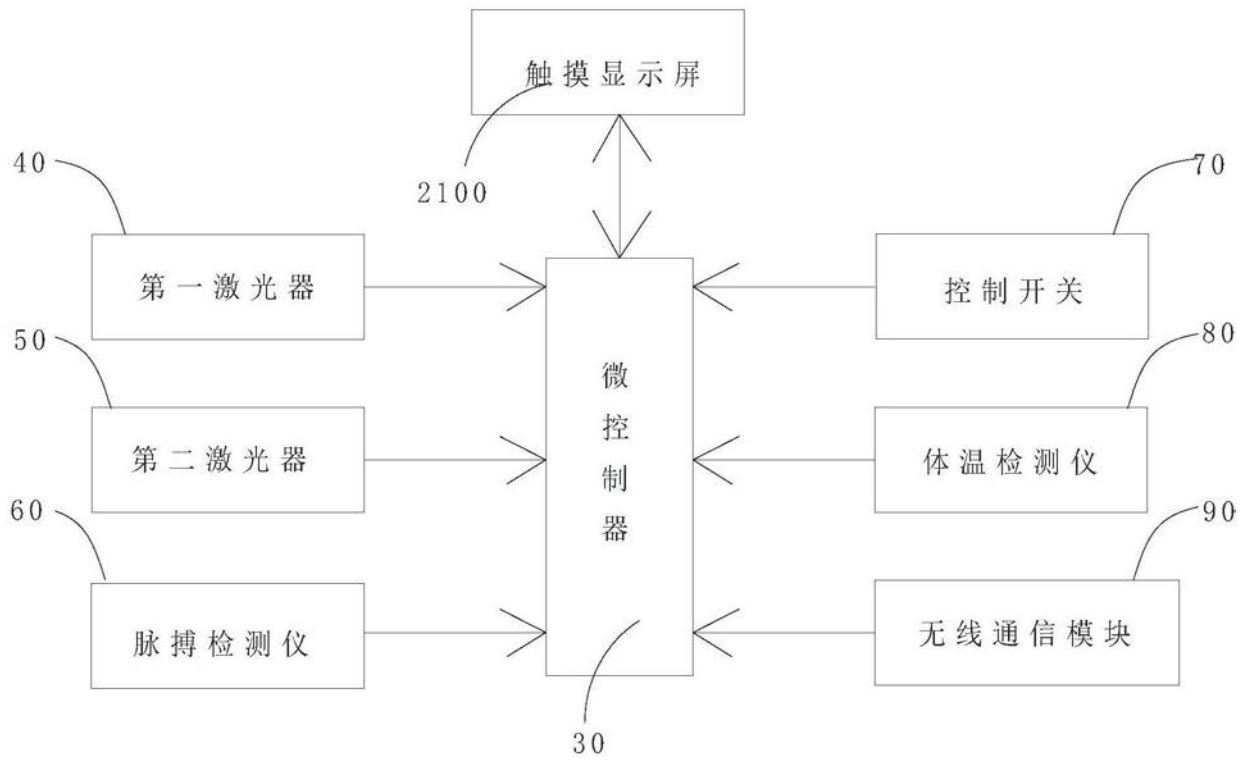 触摸显示屏
2100
40
70
第一激光器
控制开关
50
80
微控制器
第二激光器
体温检测仪
60
90
脉搏检测仪
无线通信模块
30